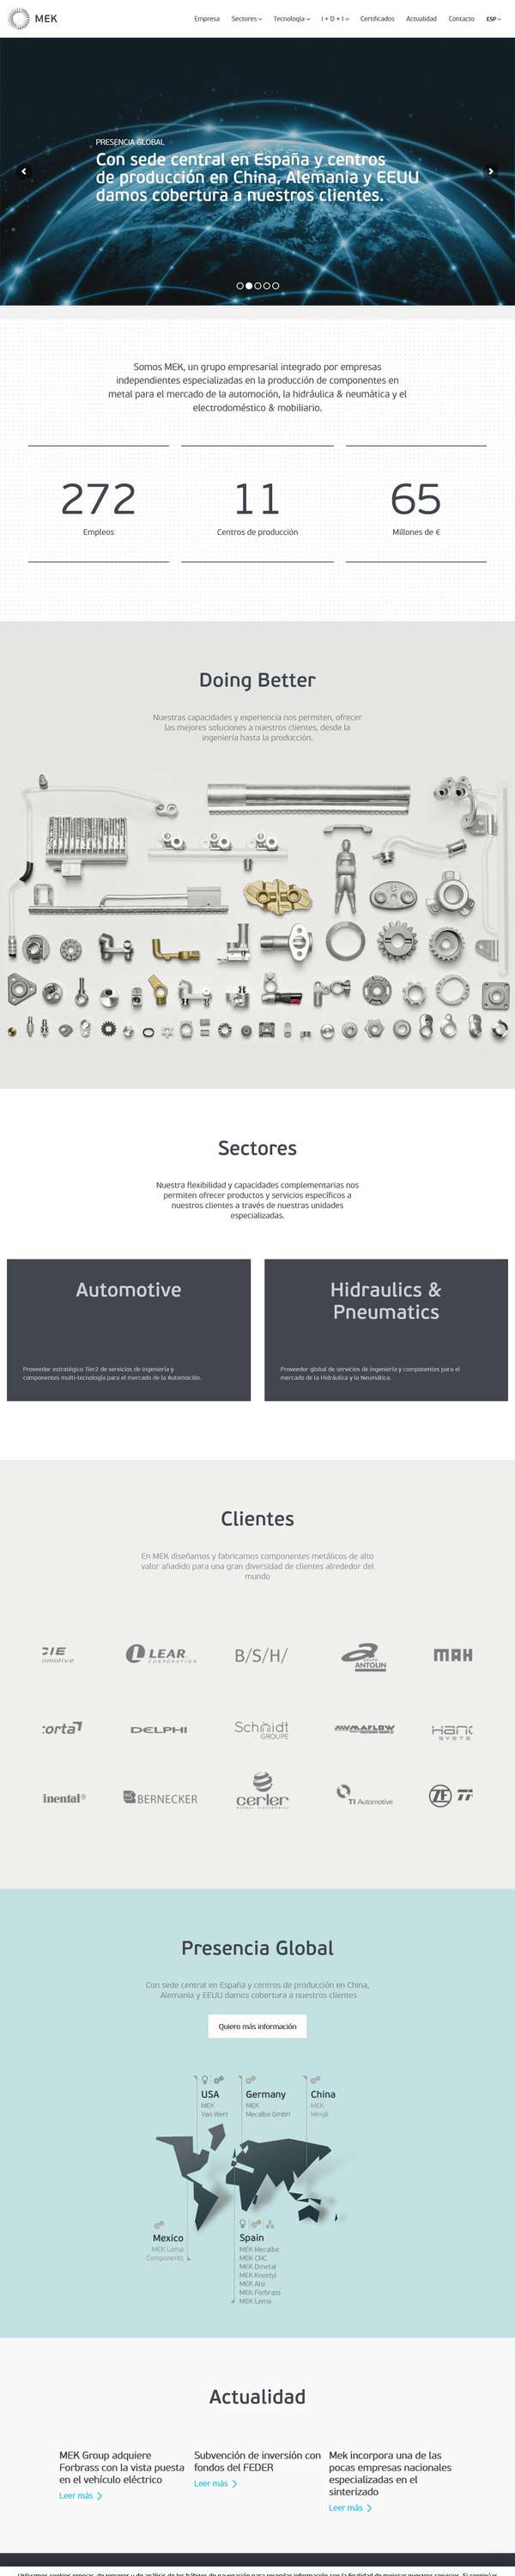 MEK
Empresa Sectores Tecnología I + D + I Certificados Actualidad Contacto ESP
PRESENCIA GLOBAL
Con sede central en España y centros
de producción en China, Alemania y EEUU
damos cobertura a nuestros clientes.
Somos MEK, un grupo empresarial integrado por empresas
independientes especializadas en la producción de componentes en
metal para el mercado de la automoción, la hidráulica & neumática y el
electrodoméstico & mobiliario.
272 11 65
Empleos Centros de producción Millones de €
Doing Better
Nuestras capacidades y experiencia nos permiten, ofrecer
las mejores soluciones a nuestros clientes, desde la
ingeniería hasta la producción.
Sectores
Nuestra flexibilidad y capacidades complementarias nos
permiten ofrecer productos y servicios específicos a
nuestros clientes a través de nuestras unidades
especializadas.
Automotive
Proveedor estratégico Tier2 de servicios de ingeniería y
componentes multi-tecnología para el mercado de la Automoción.
Hidraulics &
Pneumatics
Proveedor global de servicios de ingeniería y componentes para el
mercado de la Hidráulica y la Neumática.
Clientes
En MEK diseñamos y fabricamos componentes metálicos de alto
valor añadido para una gran diversidad de clientes alrededor del
mundo
CIE LEAR B/S/H/ GRUPO ANTOLIN MAH
omotive CORPORATION
corta DELPHI Schmidt HAN
GROUPE SYSTE
inental® BERNECKER cerler TI Automotive ZF
GLOBAL ELECTRONICS
Presencia Global
Con sede central en España y centros de producción en China,
Alemania y EEUU damos cobertura a nuestros clientes
Quiero más información
USA Germany China
MEK MEK MEK
Van Wert Mecalbe GmbH Mingli
Mexico Spain
MEK Lema MEK Mecalbe
Components MEK CNC
MEK Dmetal
MEK Knostyl
MEK Alsi
MEK Forbrass
MEK Lema
Actualidad
MEK Group adquiere
Forbrass con la vista puesta
en el vehículo eléctrico
Leer más
Subvención de inversión con
fondos del FEDER
Leer más
Mek incorpora una de las
pocas empresas nacionales
especializadas en el
sinterizado
Leer más